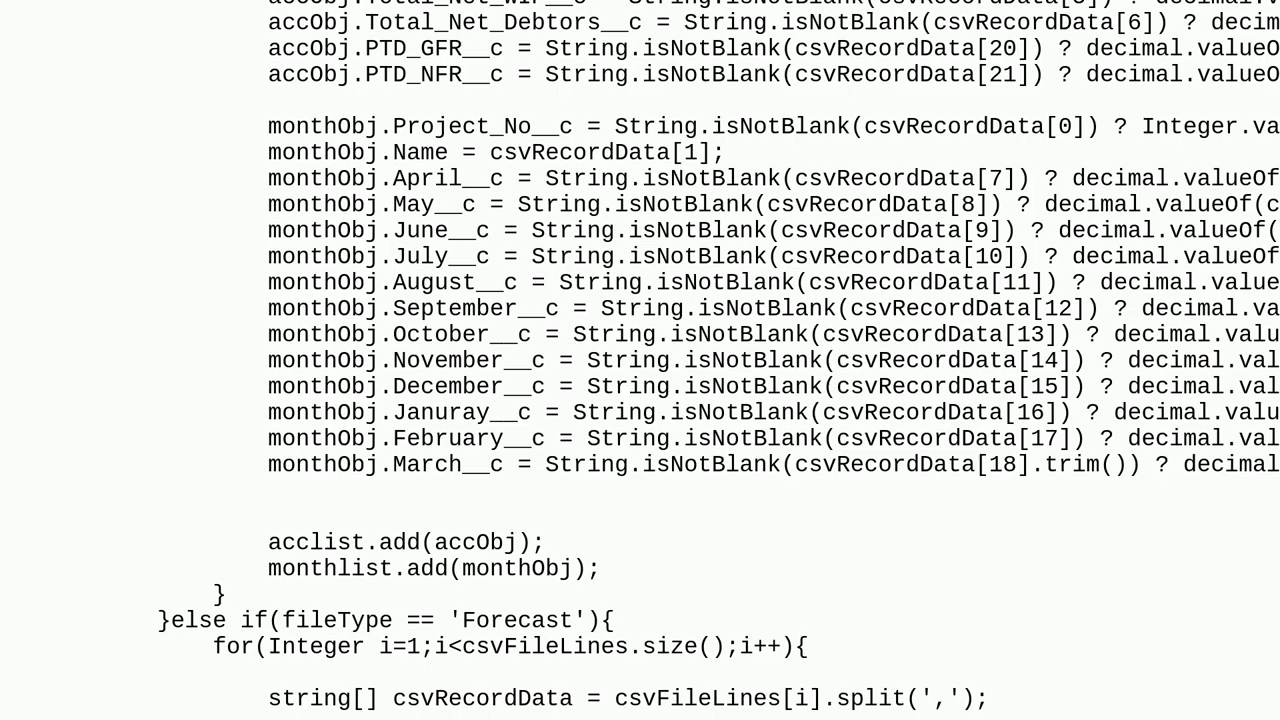 accObj.Total_Net_WIP__c = String.isNotBlank(csvRecordData[5]) ? decimal.v
accObj.Total_Net_Debtors__c = String.isNotBlank(csvRecordData[6]) ? decim
accObj.PTD_GFR__c = String.isNotBlank(csvRecordData[20]) ? decimal.valueO
accObj.PTD_NFR__c = String.isNotBlank(csvRecordData[21]) ? decimal.valueO
monthObj.Project_No__c = String.isNotBlank(csvRecordData[0]) ? Integer.va
monthObj.Name = csvRecordData[1];
monthObj.April__c = String.isNotBlank(csvRecordData[7]) ? decimal.valueOf
monthObj.May__c = String.isNotBlank(csvRecordData[8]) ? decimal.valueOf(c
monthObj.June__c = String.isNotBlank(csvRecordData[9]) ? decimal.valueOf(
monthObj.July__c = String.isNotBlank(csvRecordData[10]) ? decimal.valueOf
monthObj.August__c = String.isNotBlank(csvRecordData[11]) ? decimal.value
monthObj.September__c = String.isNotBlank(csvRecordData[12]) ? decimal.va
monthObj.October__c = String.isNotBlank(csvRecordData[13]) ? decimal.valu
monthObj.November__c = String.isNotBlank(csvRecordData[14]) ? decimal.val
monthObj.December__c = String.isNotBlank(csvRecordData[15]) ? decimal.val
monthObj.Januray__c = String.isNotBlank(csvRecordData[16]) ? decimal.valu
monthObj.February__c = String.isNotBlank(csvRecordData[17]) ? decimal.val
monthObj.March__c = String.isNotBlank(csvRecordData[18].trim()) ? decimal
acclist.add(accObj);
monthlist.add(monthObj);
}
}else if(fileType == 'Forecast'){
for(Integer i=1;i<csvFileLines.size();i++){
string[] csvRecordData = csvFileLines[i].split(',');